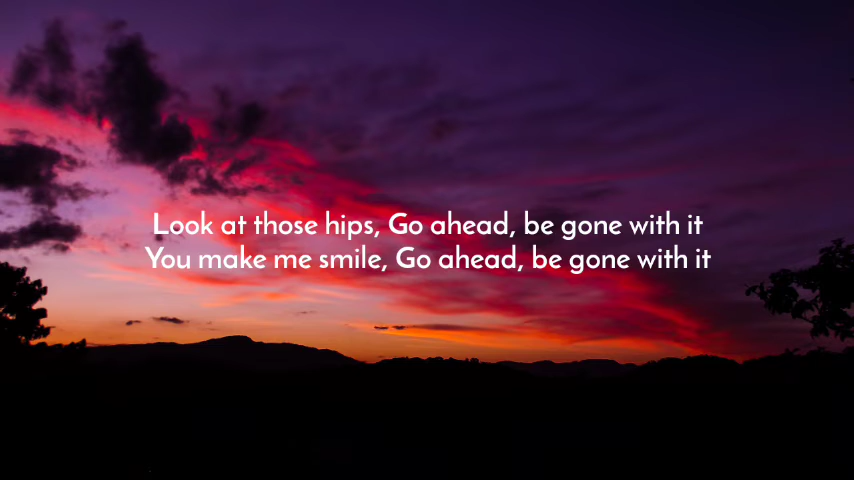 Look at those hips, Go ahead, be gone with it
You make me smile, Go ahead, be gone with it